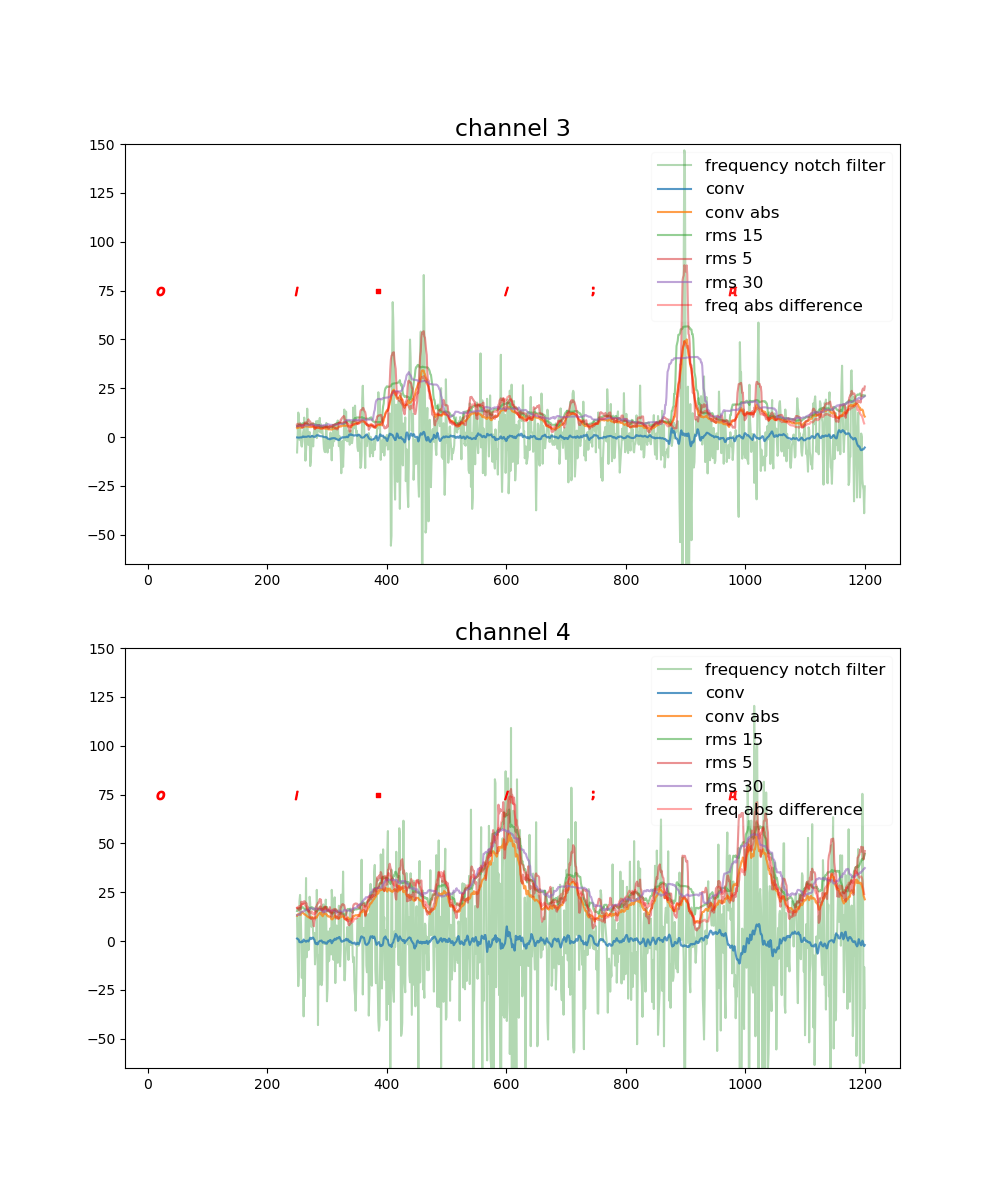 channel 3
150
125
100
75
50
25
0
−25
−50
0 200 400 600 800 1000 1200
frequency notch filter
conv
conv abs
rms 15
rms 5
rms 30
freq abs difference
o l . / ;
channel 4
150
125
100
75
50
25
0
−25
−50
0 200 400 600 800 1000 1200
frequency notch filter
conv
conv abs
rms 15
rms 5
rms 30
freq abs difference
o l . / ;